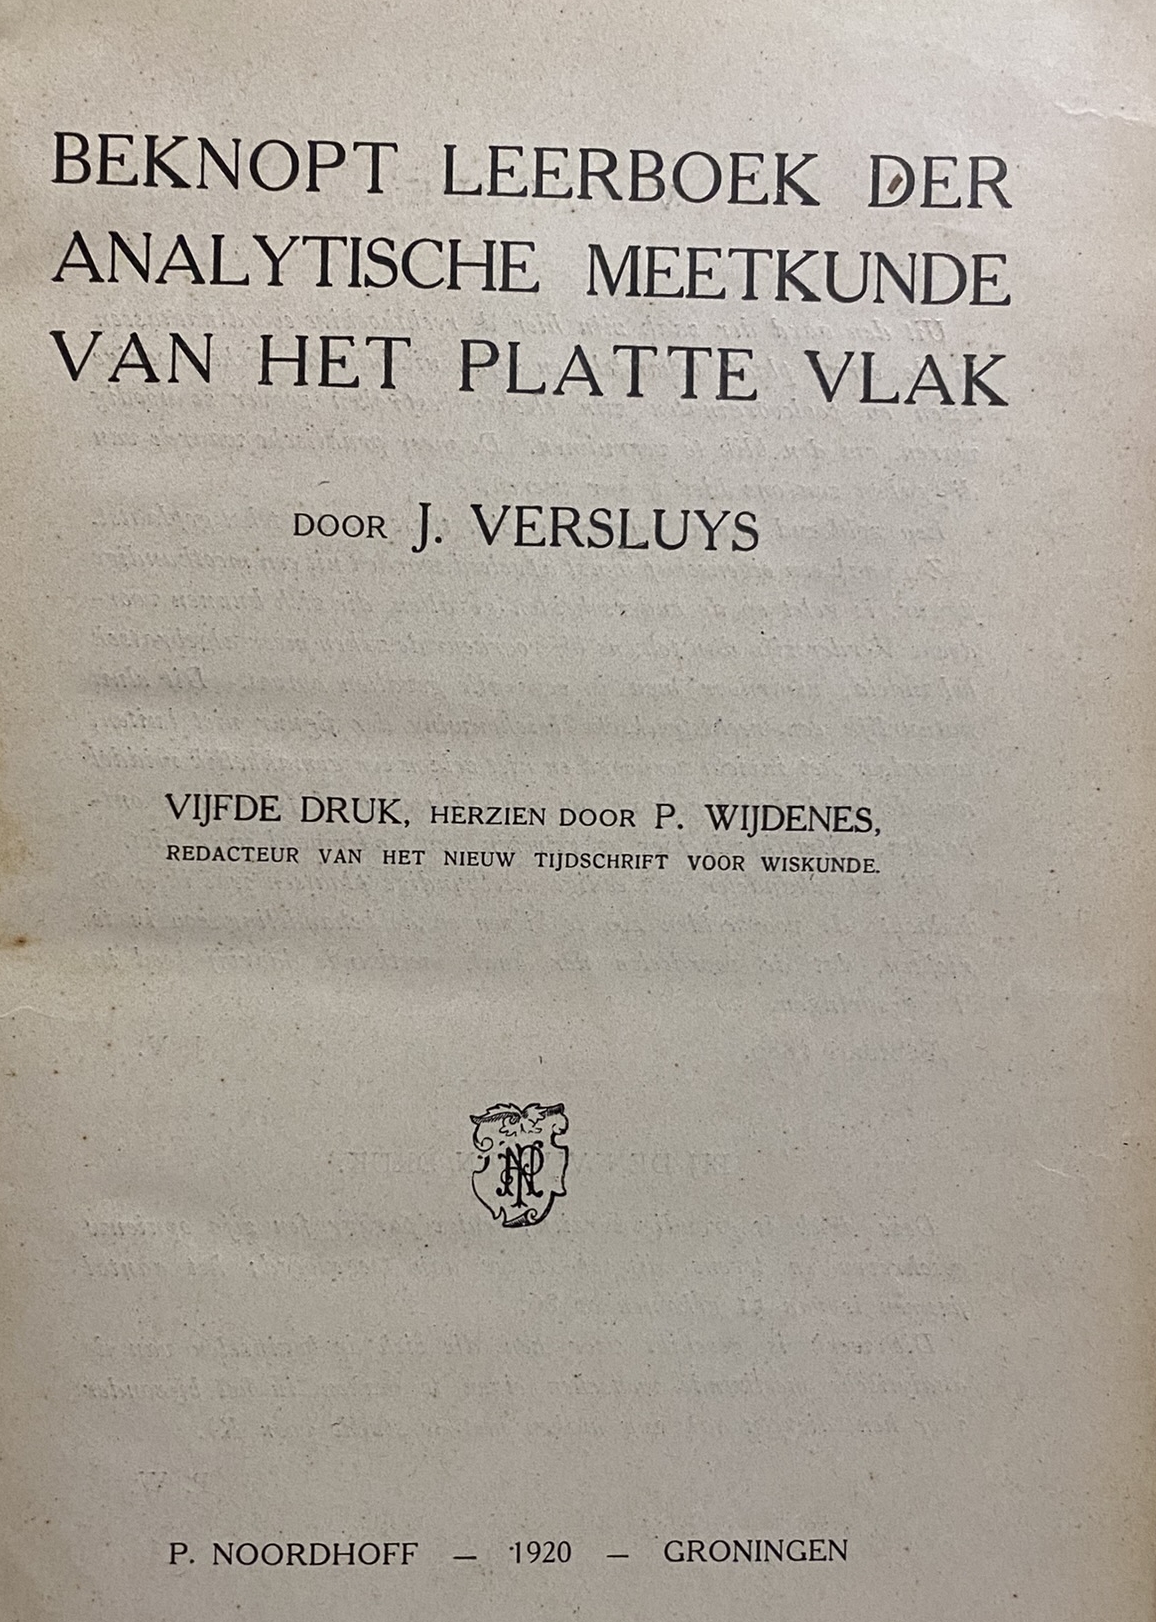 BEKNOPT LEERBOEK DER
ANALYTISCHE MEETKUNDE
VAN HET PLATTE VLAK
DOOR J. VERSLUYS
VIJFDE DRUK, HERZIEN DOOR P. WIJDENES,
REDACTEUR VAN HET NIEUW TIJDSCHRIFT VOOR WISKUNDE.
P. NOORDHOFF — 1920 — GRONINGEN